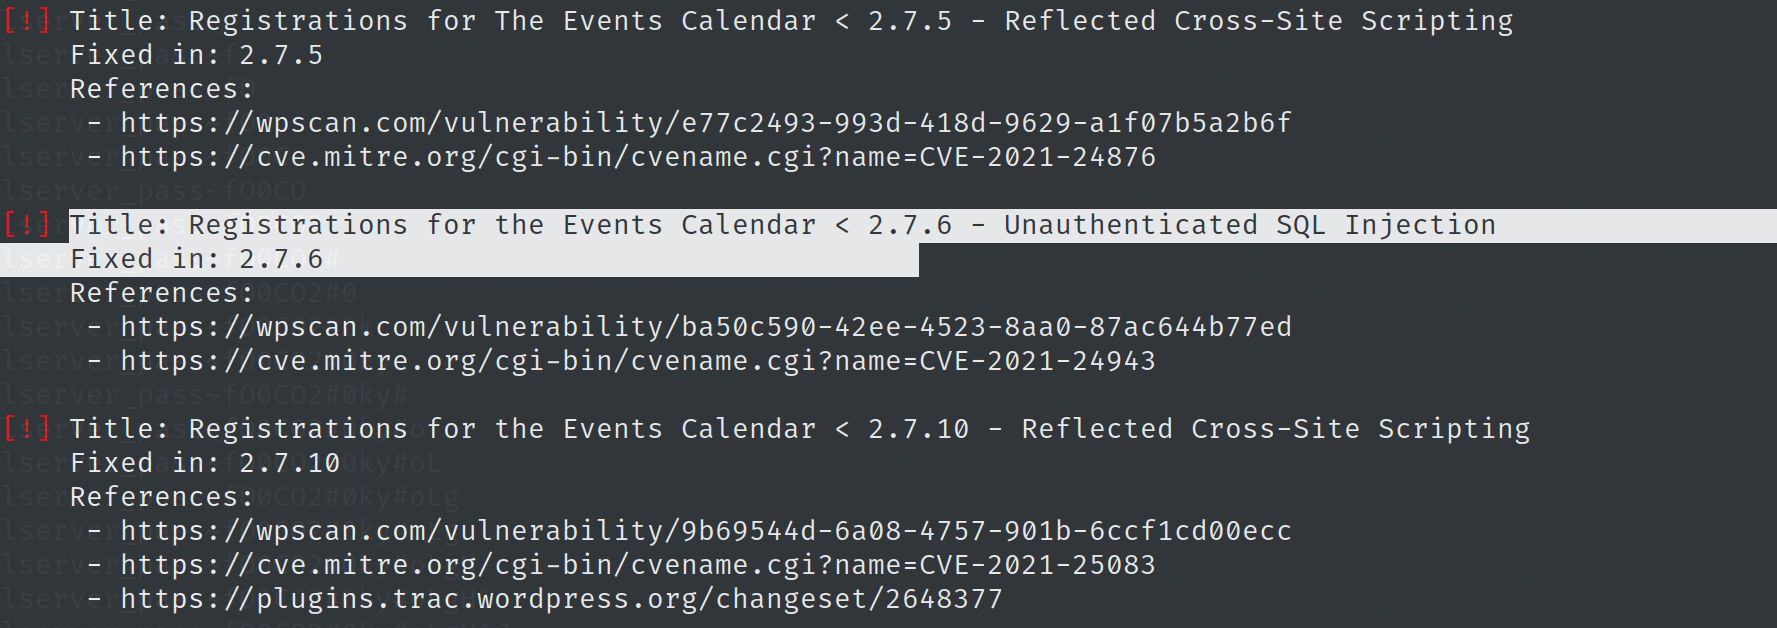 [!] Title: Registrations for The Events Calendar < 2.7.5 - Reflected Cross-Site Scripting
Fixed in: 2.7.5
References:
- https://wpscan.com/vulnerability/e77c2493-993d-418d-9629-a1f07b5a2b6f
- https://cve.mitre.org/cgi-bin/cvename.cgi?name=CVE-2021-24876
lserver_pass~fO0CO
[!] Title: Registrations for the Events Calendar < 2.7.6 - Unauthenticated SQL Injection
Fixed in: 2.7.6
References:
- https://wpscan.com/vulnerability/ba50c590-42ee-4523-8aa0-87ac644b77ed
- https://cve.mitre.org/cgi-bin/cvename.cgi?name=CVE-2021-24943
lserver_pass~fO0CO2#0ky#
[!] Title: Registrations for the Events Calendar < 2.7.10 - Reflected Cross-Site Scripting
Fixed in: 2.7.10
References:
- https://wpscan.com/vulnerability/9b69544d-6a08-4757-901b-6ccf1cd00ecc
- https://cve.mitre.org/cgi-bin/cvename.cgi?name=CVE-2021-25083
- https://plugins.trac.wordpress.org/changeset/2648377